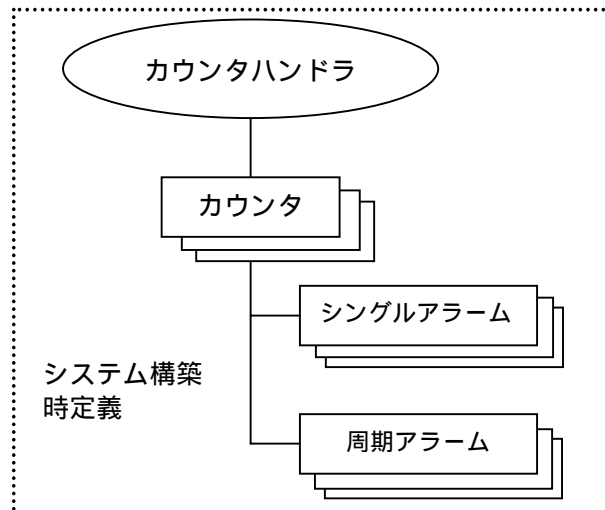 カウンタハンドラ
カウンタ
シングルアラーム
システム構築
時定義
周期アラーム